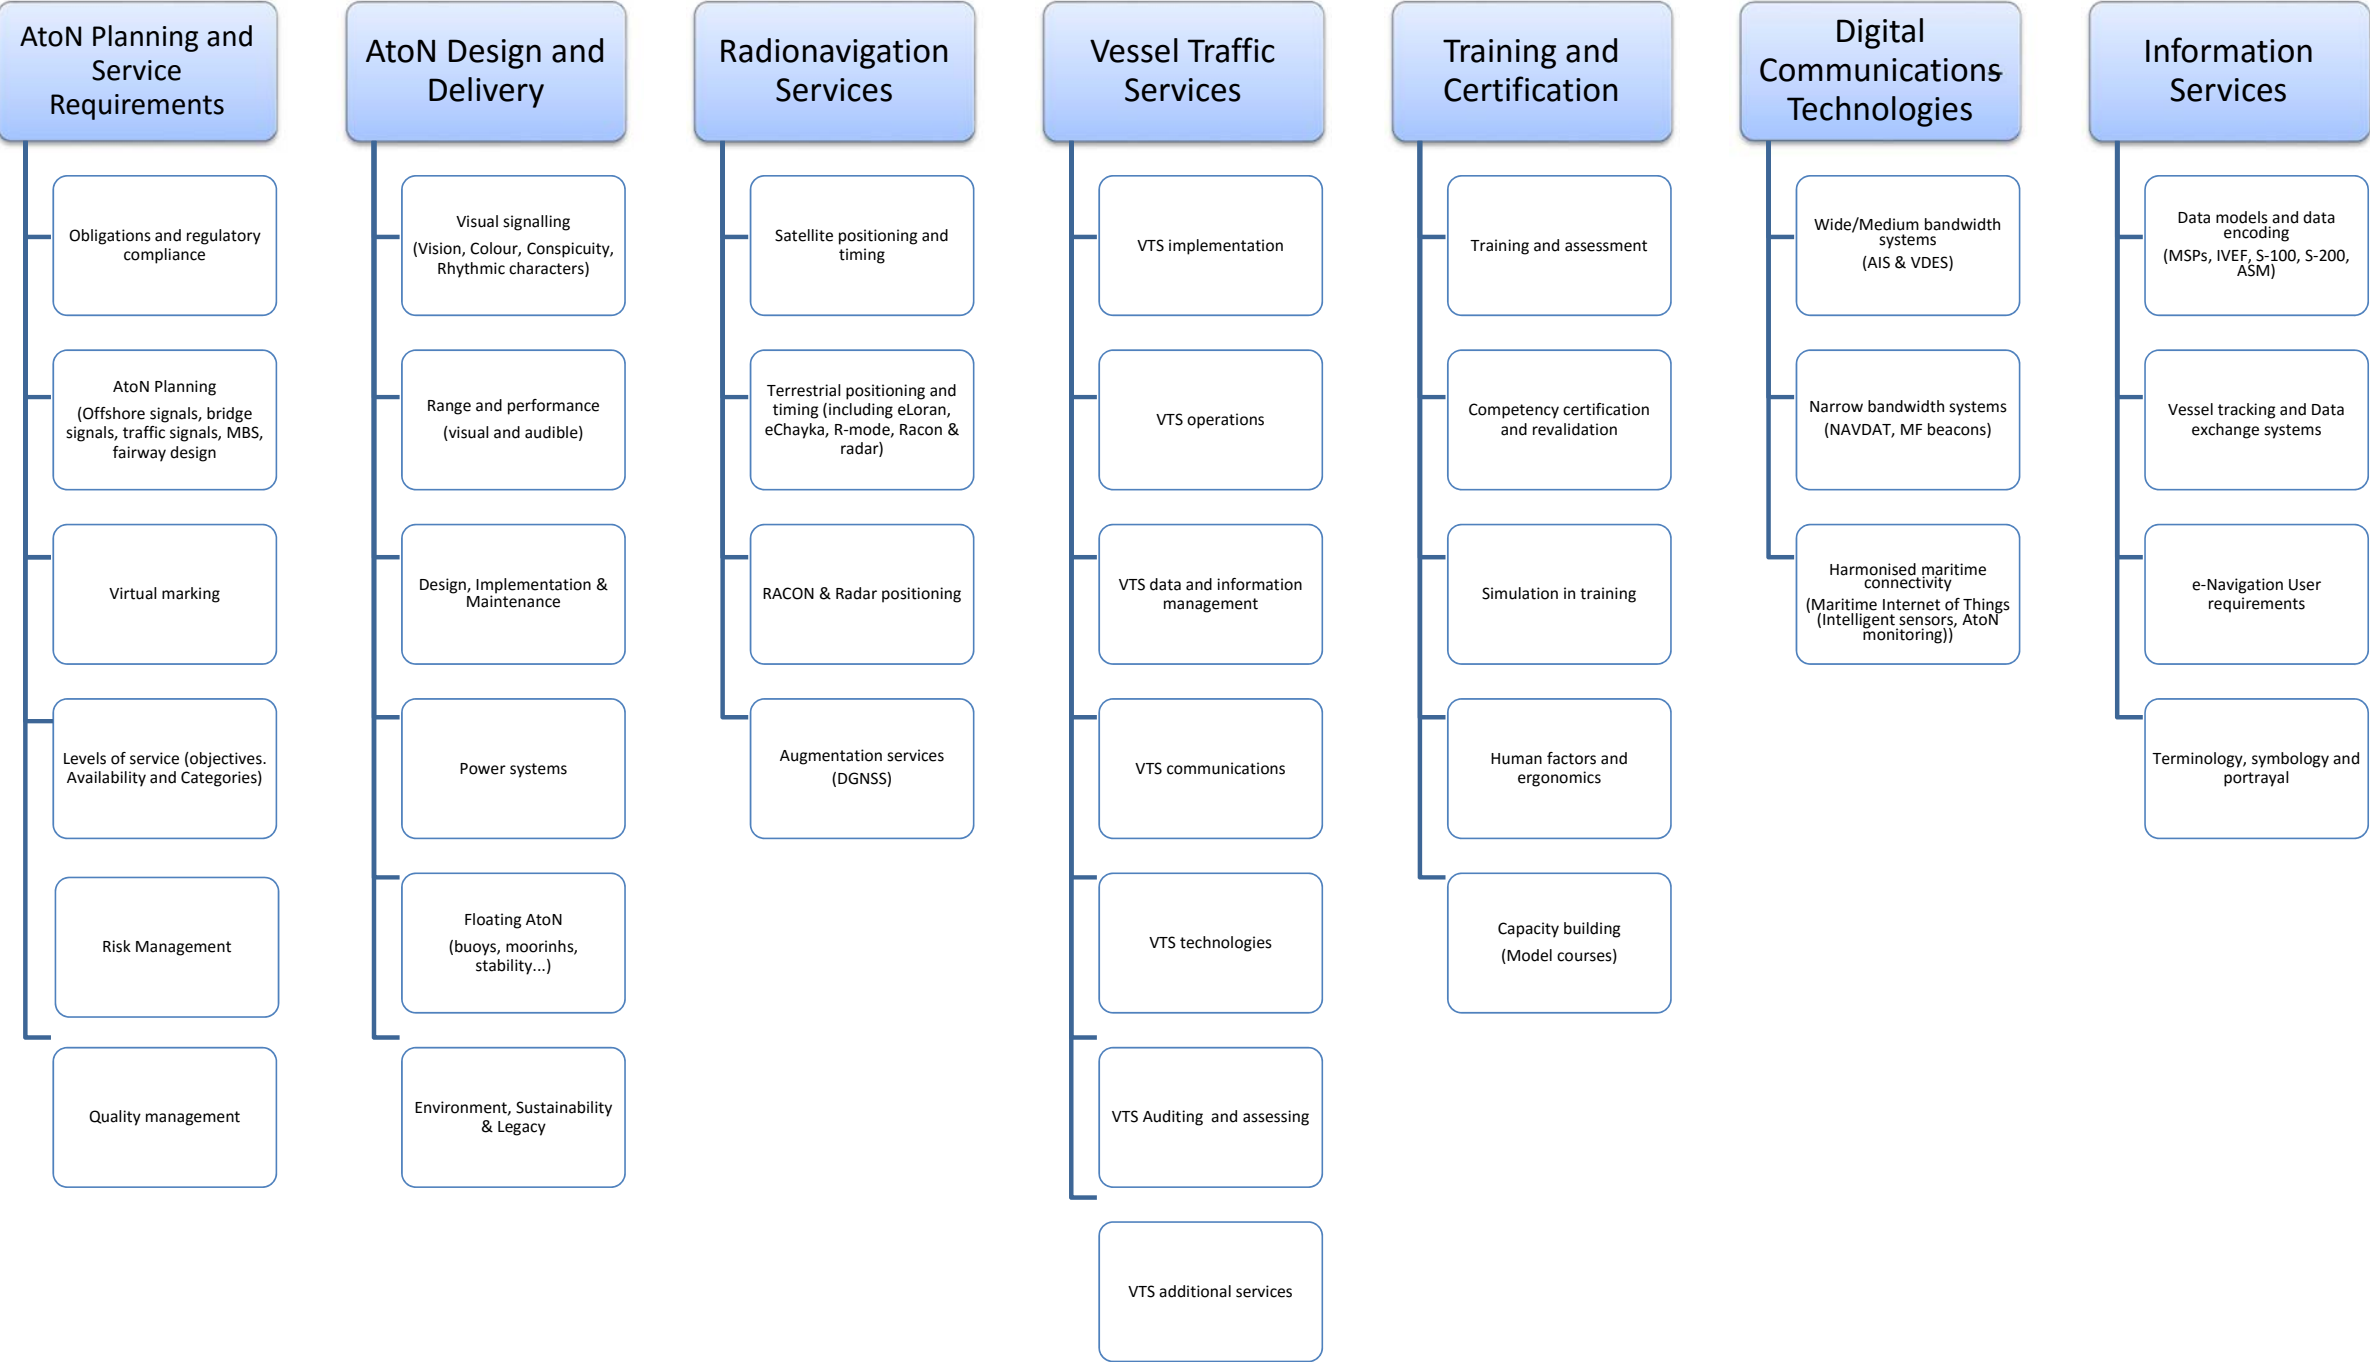 AtoN Planning and
Service
Requirements
Obligations and regulatory
compliance
AtoN Planning
(Offshore signals, bridge
signals, traffic signals, MBS,
fairway design
Virtual marking
Levels of service (objectives.
Availability and Categories)
Risk Management
Quality management
AtoN Design and
Delivery
Visual signalling
(Vision, Colour, Conspicuity,
Rhythmic characters)
Range and performance
(visual and audible)
Design, Implementation &
Maintenance
Power systems
Floating AtoN
(buoys, moorinhs,
stability...)
Environment, Sustainability
& Legacy
Radionavigation
Services
Satellite positioning and
timing
Terrestrial positioning and
timing (including eLoran,
eChayka, R-mode, Racon &
radar)
RACON & Radar positioning
Augmentation services
(DGNSS)
Vessel Traffic
Services
VTS implementation
VTS operations
VTS data and information
management
VTS communications
VTS technologies
VTS Auditing  and assessing
VTS additional services
Training and
Certification
Training and assessment
Competency certification
and revalidation
Simulation in training
Human factors and
ergonomics
Capacity building
(Model courses)
Digital
Communications
Technologies
Wide/Medium bandwidth
systems
(AIS & VDES)
Narrow bandwidth systems
(NAVDAT, MF beacons)
Harmonised maritime
connectivity
(Maritime Internet of Things
(Intelligent sensors, AtoN
monitoring))
Information
Services
Data models and data
encoding
(MSPs, IVEF, S-100, S-200,
ASM)
Vessel tracking and Data
exchange systems
e-Navigation User
requirements
Terminology, symbology and
portrayal